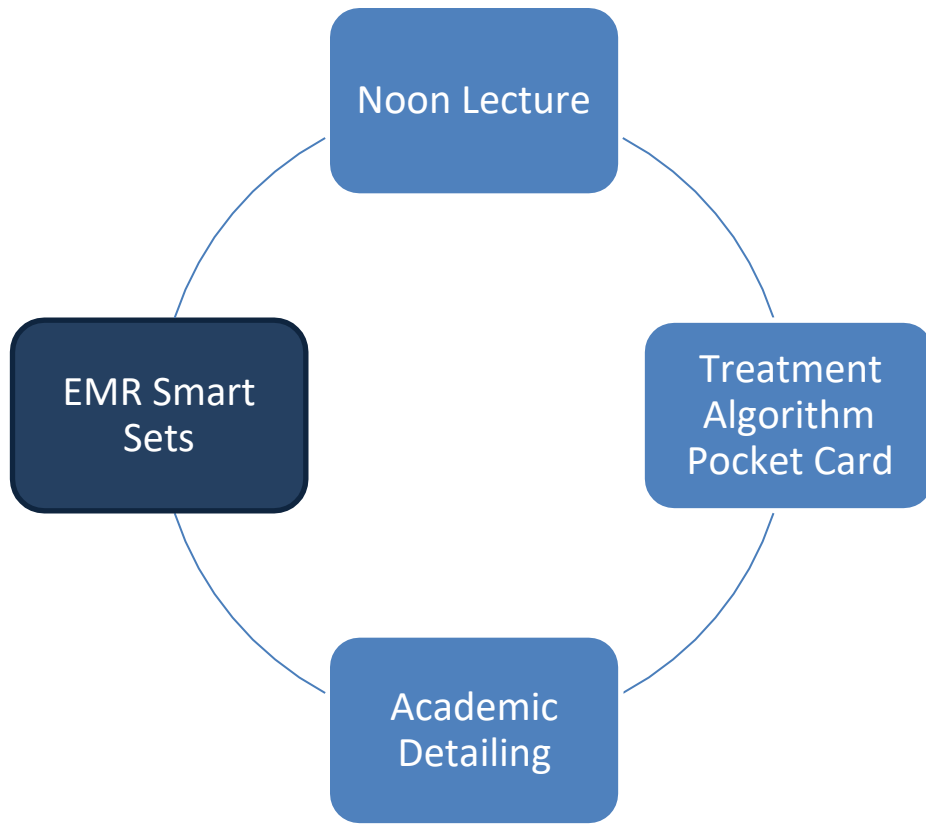 Noon Lecture
Treatment
Algorithm
Pocket Card
EMR Smart
Sets
Academic
Detailing